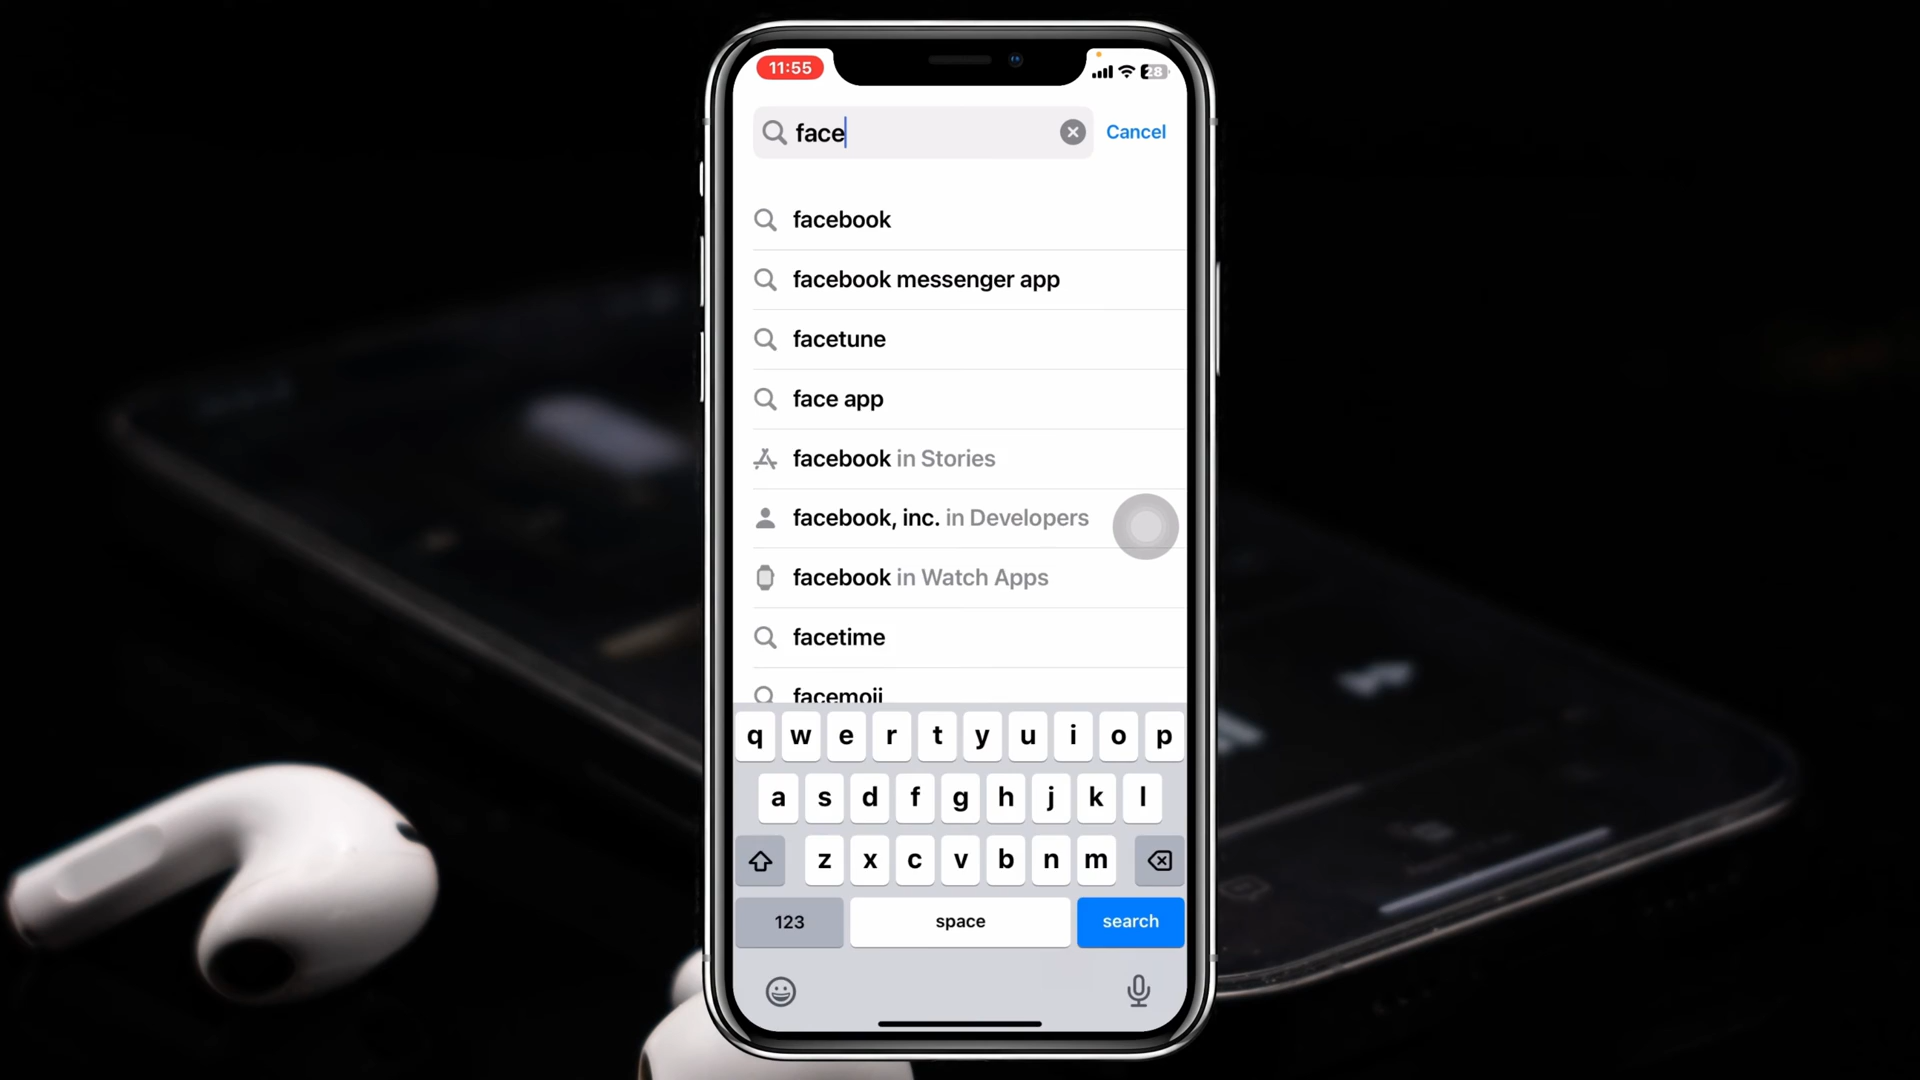 11:55
28
face
Cancel
facebook
facebook messenger app
facetune
face app
facebook in Stories
facebook, inc. in Developers
facebook in Watch Apps
facetime
facemoji
q w e r t y u i o p
a s d f g h j k l
z x c v b n m
123
space
search